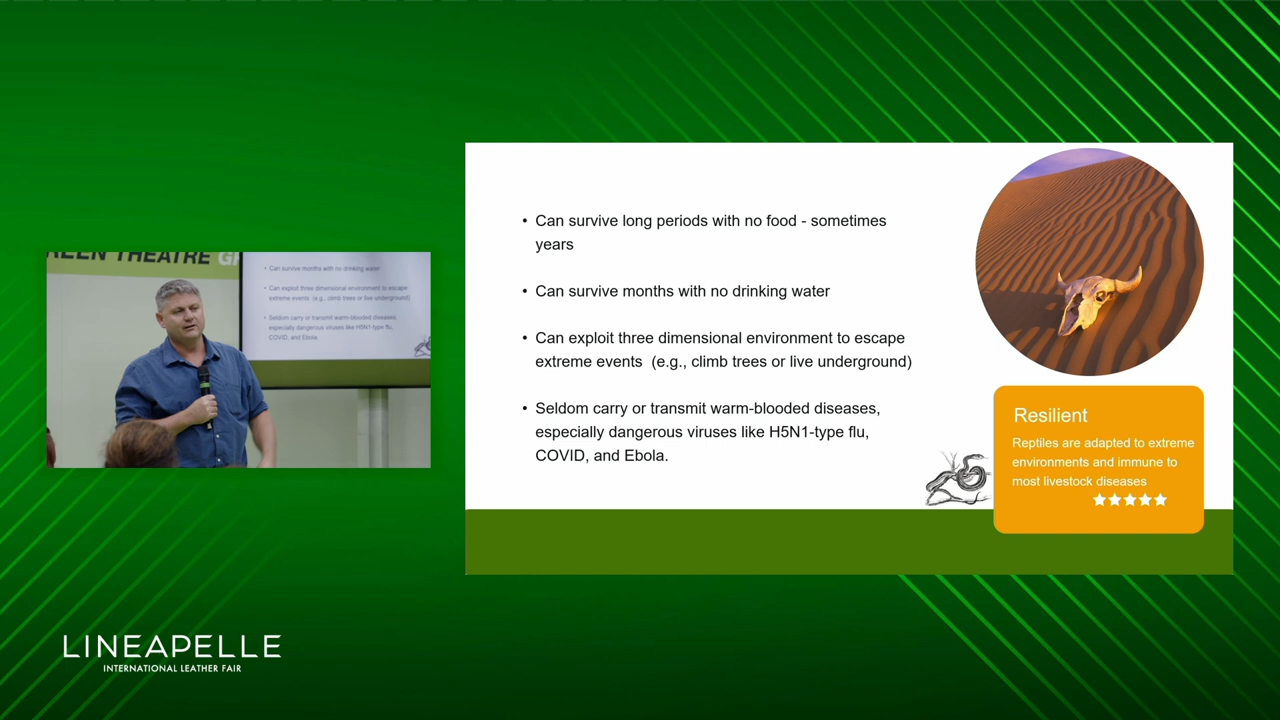 REEN THEATRE GR
• Can survive months with no drinking water
• Can exploit three dimensional environment to escape
extreme events (e.g., climb trees or live underground)
• Seldom carry or transmit warm-blooded diseases,
especially dangerous viruses like H5N1-type flu,
COVID, and Ebola.
• Can survive long periods with no food - sometimes
years
• Can survive months with no drinking water
• Can exploit three dimensional environment to escape
extreme events  (e.g., climb trees or live underground)
• Seldom carry or transmit warm-blooded diseases,
especially dangerous viruses like H5N1-type flu,
COVID, and Ebola.
Resilient
Reptiles are adapted to extreme
environments and immune to
most livestock diseases
LINEAPELLE
INTERNATIONAL LEATHER FAIR